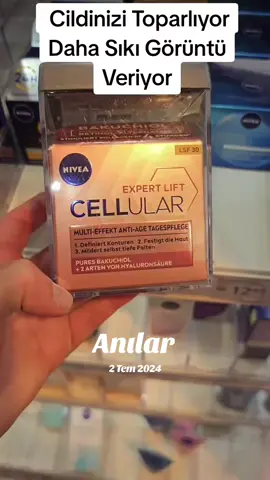 Cildinizi Toparlıyor
Daha Sıkı Görüntü
Veriyor
BAKUCHIOL
NIVEA
LSF 30
EXPERT LIFT
CELLULAR
MULTI-EFFEKT ANTI-AGE TAGESPFLEGE
1. Definiert Konturen 2. Festigt die Haut
3. Mildert selbst tiefe Falten
PURES BAKUCHIOL
+ 2 ARTEN VON HYALURONSÄURE
Anılar
2 Tem 2024